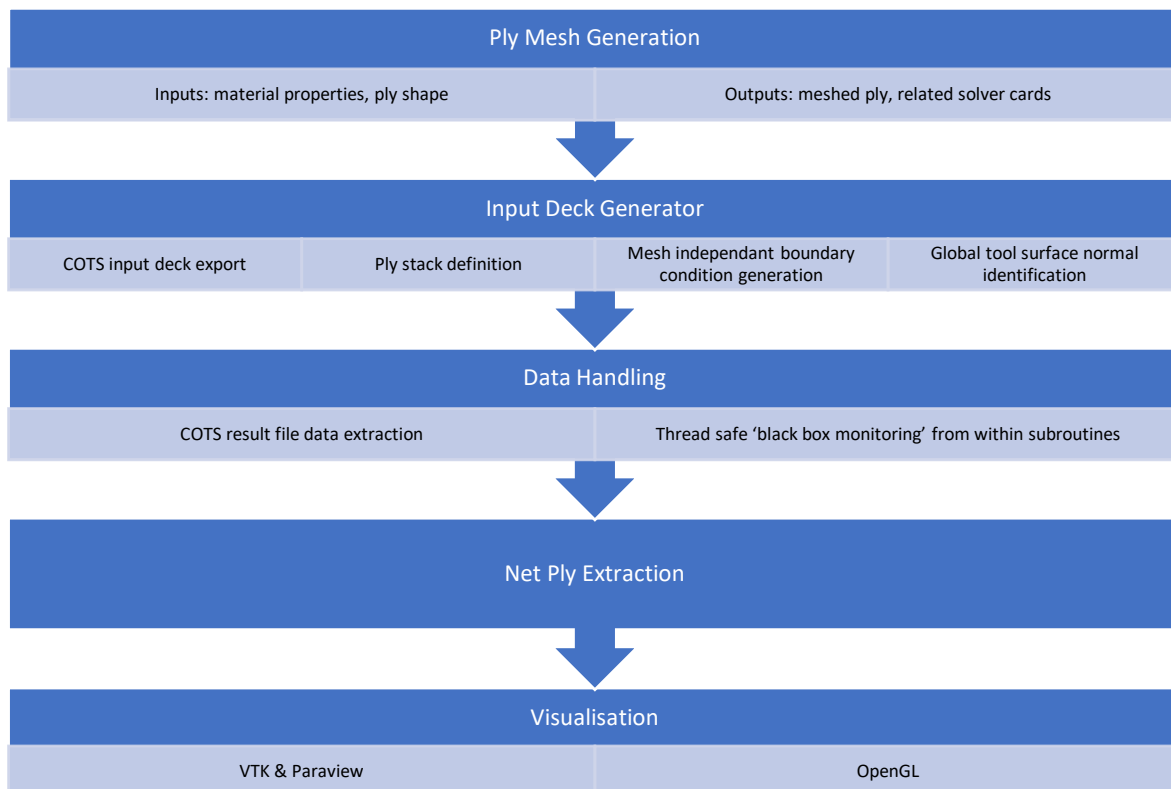 Ply Mesh Generation
Inputs: material properties, ply shape
Outputs: meshed ply, related solver cards
Input Deck Generator
COTS input deck export
Ply stack definition
Mesh independant boundary
condition generation
Global tool surface normal
identification
Data Handling
COTS result file data extraction
Thread safe ‘black box monitoring’ from within subroutines
Net Ply Extraction
Visualisation
VTK & Paraview
OpenGL